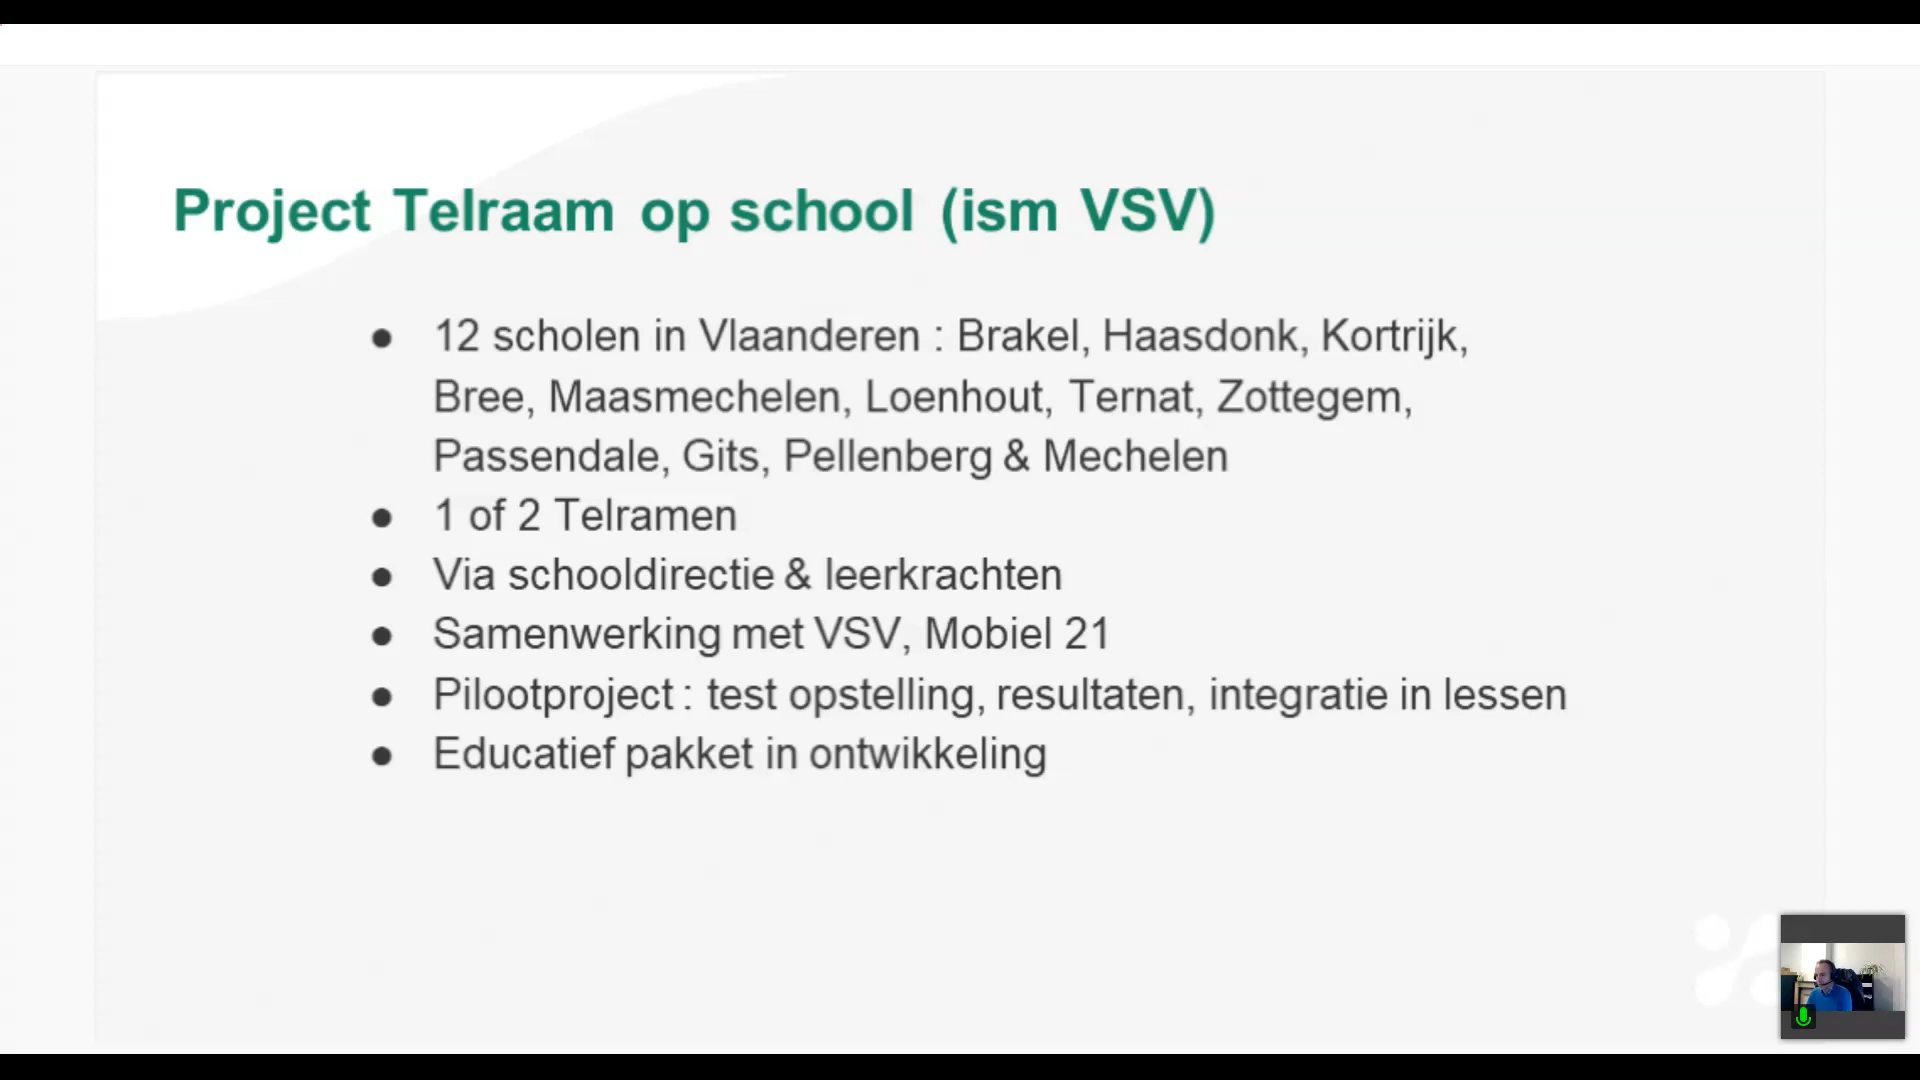 Project Telraam op school (ism VSV)
● 12 scholen in Vlaanderen : Brakel, Haasdonk, Kortrijk,
Bree, Maasmechelen, Loenhout, Ternat, Zottegem,
Passendale, Gits, Pellenberg & Mechelen
● 1 of 2 Telramen
● Via schooldirectie & leerkrachten
● Samenwerking met VSV, Mobiel 21
● Pilootproject : test opstelling, resultaten, integratie in lessen
● Educatief pakket in ontwikkeling